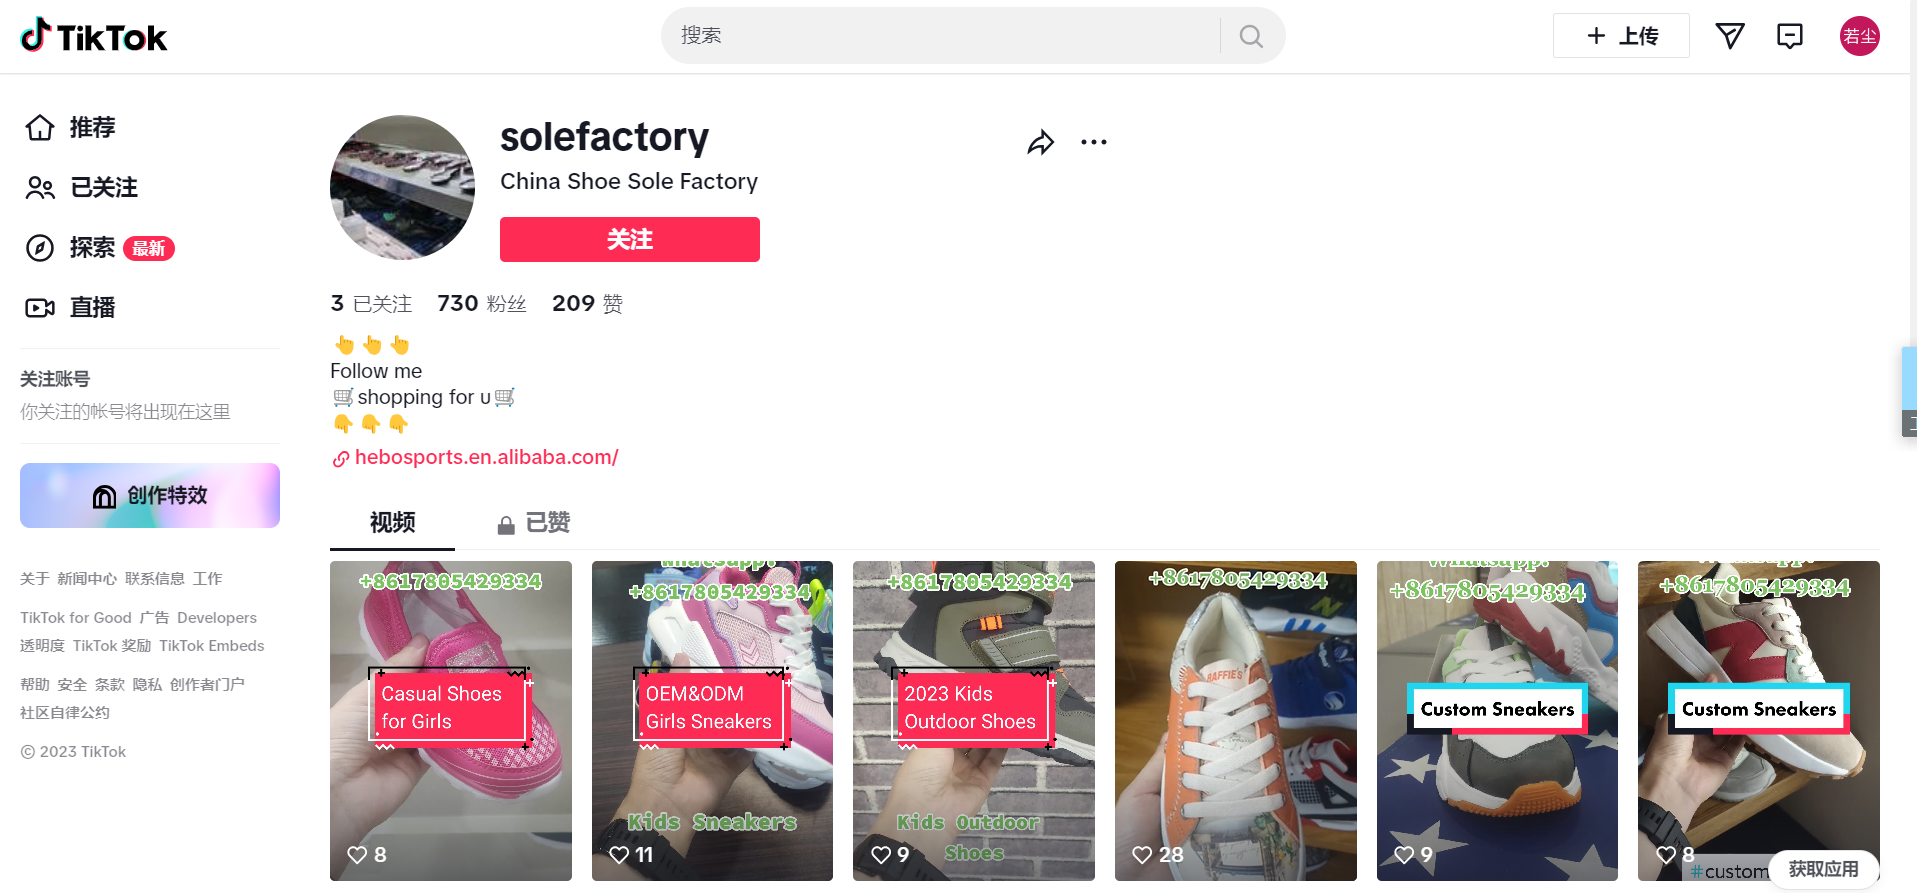 TikTok
搜索
上传
若尘
推荐
已关注
探索 最新
直播
关注账号
你关注的帐号将出现在这里
创作特效
关于 新闻中心 联系信息 工作
TikTok for Good 广告 Developers
透明度 TikTok 奖励 TikTok Embeds
帮助 安全 条款 隐私 创作者门户
社区自律公约
© 2023 TikTok
solefactory
China Shoe Sole Factory
关注
3 已关注 730 粉丝 209 赞
Follow me
shopping for u
hebosports.en.alibaba.com/
视频 已赞
+8617805429334
Casual Shoes
for Girls
8
whatsapp:
+8617805429334
OEM&ODM
Girls Sneakers
Kids Sneakers
11
+8617805429334
2023 Kids
Outdoor Shoes
Kids Outdoor
Shoes
9
+8617805429334
28
Whatsapp:
+8617805429334
Custom Sneakers
9
+8617805429334
Custom Sneakers
8
#custom
获取应用